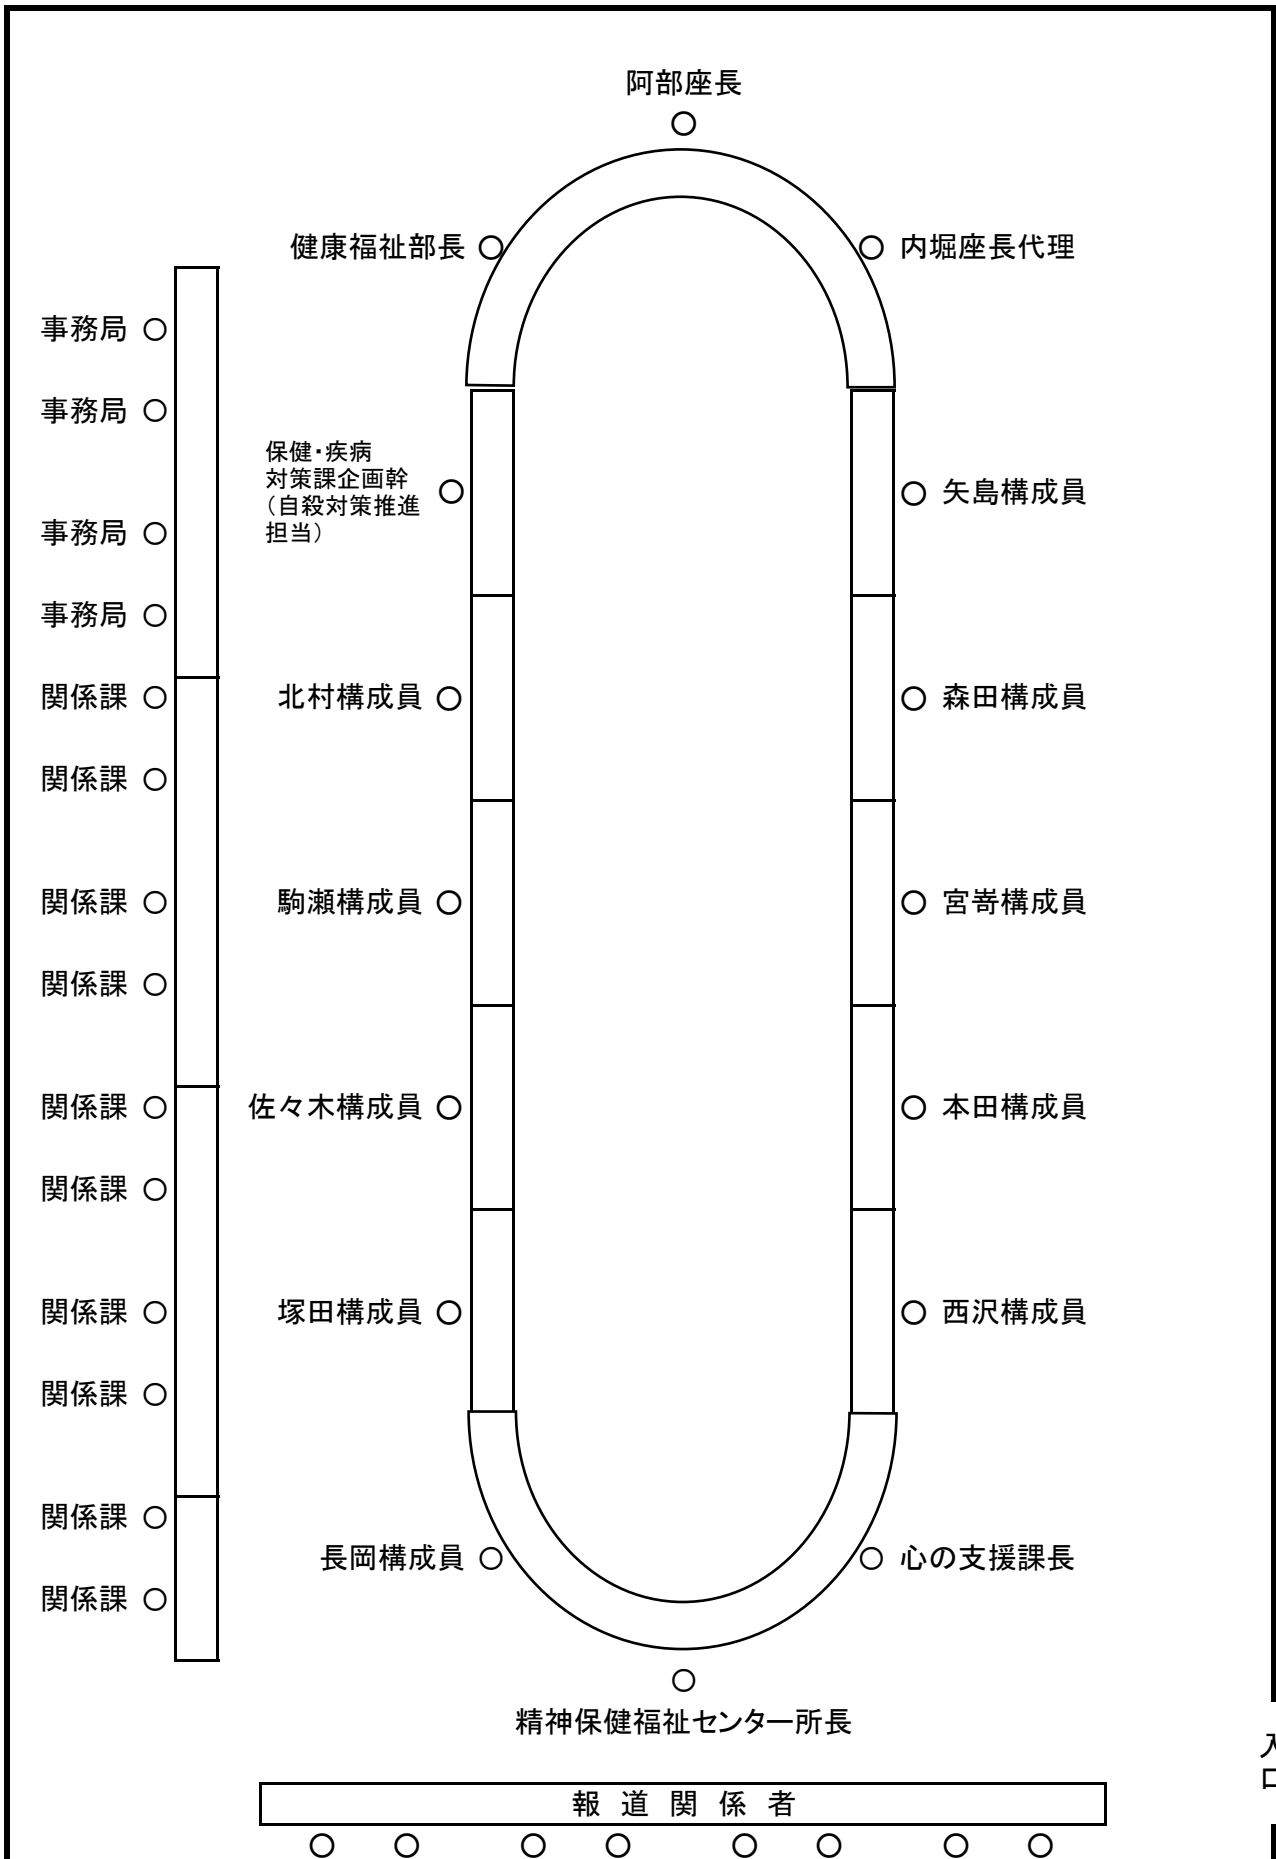 阿部座長
健康福祉部長
内堀座長代理
事務局
事務局
保健・疾病
対策課企画幹
（自殺対策推進
担当）
矢島構成員
事務局
事務局
関係課
北村構成員
森田構成員
関係課
関係課
駒瀬構成員
宮嵜構成員
関係課
関係課
佐々木構成員
本田構成員
関係課
関係課
塚田構成員
西沢構成員
関係課
関係課
長岡構成員
心の支援課長
関係課
精神保健福祉センター所長
入
口
報道関係者